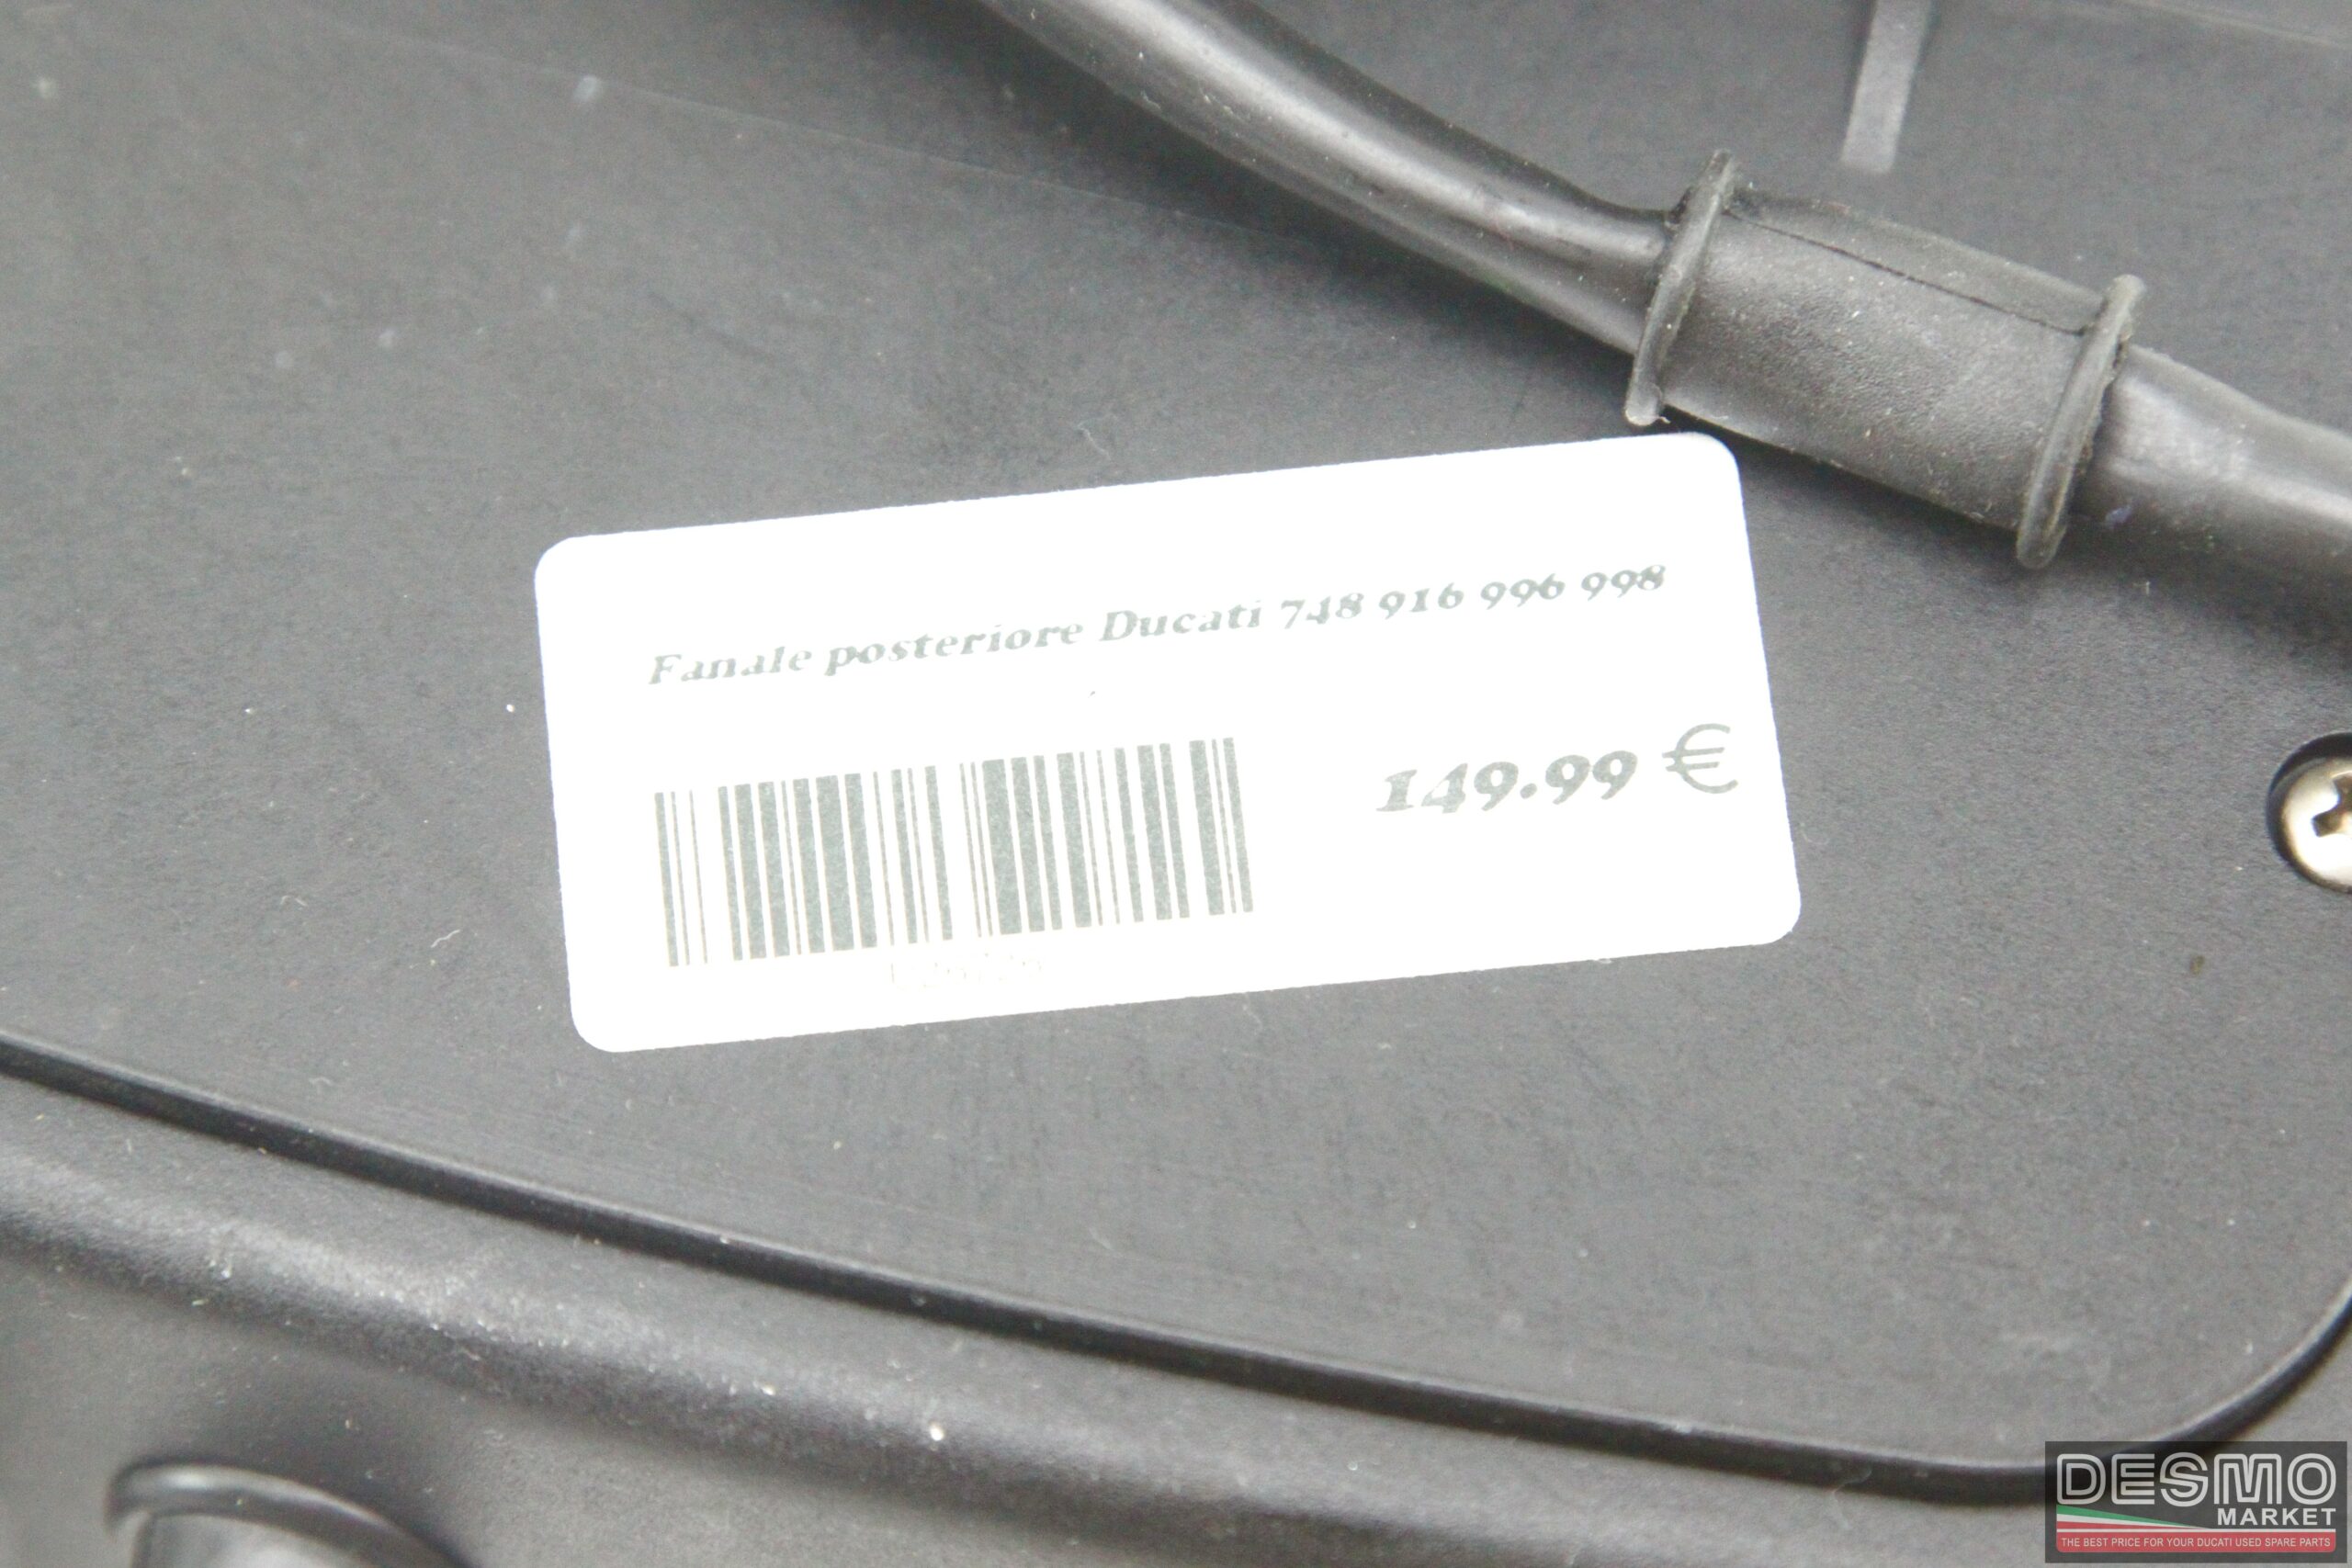 Fanale posteriore Ducati 748 916 996 998
149.99 €
DESMO
MARKET
THE BEST PRICE FOR YOUR DUCATI USED SPARE PARTS